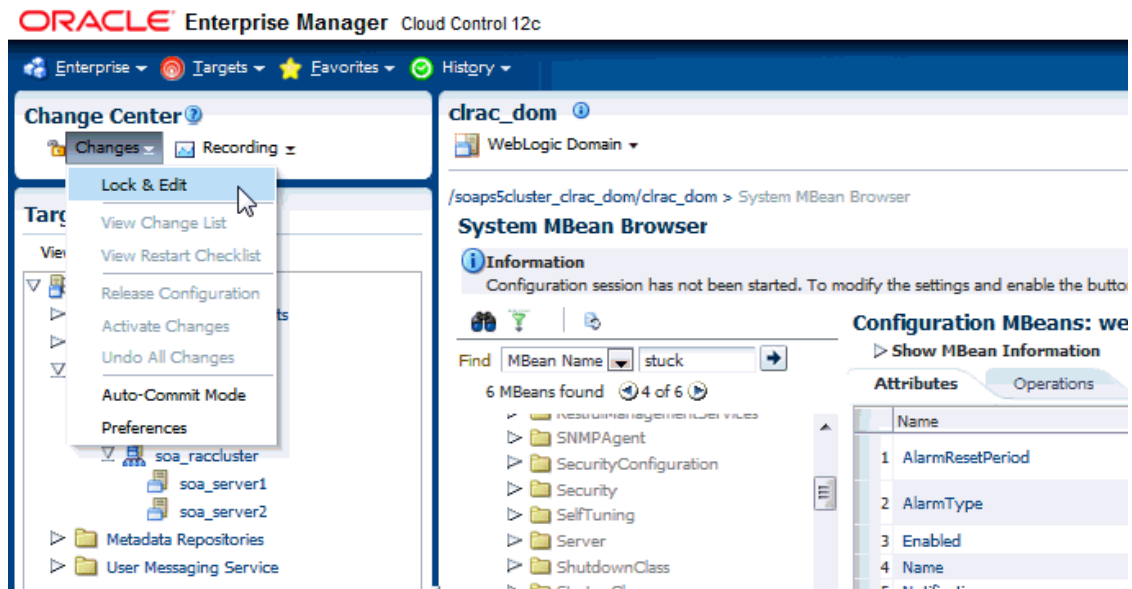 ORACLE Enterprise Manager Cloud Control 12c
Enterprise Targets Favorites History
Change Center
Changes Recording
Lock & Edit
View Change List
View Restart Checklist
Release Configuration
Activate Changes
Undo All Changes
Auto-Commit Mode
Preferences
Targ
Vie
ts
soa_raccluster
soa_server1
soa_server2
Metadata Repositories
User Messaging Service
clrac_dom
WebLogic Domain
/soaps5cluster_clrac_dom/clrac_dom > System MBean Browser
System MBean Browser
Information
Configuration session has not been started. To modify the settings and enable the butto
Find MBean Name stuck
6 MBeans found 4 of 6
RestfulManagementServices
SNMPAgent
SecurityConfiguration
Security
SelfTuning
Server
ShutdownClass
Configuration MBeans: we
Show MBean Information
Attributes Operations
Name
1 AlarmResetPeriod
2 AlarmType
3 Enabled
4 Name